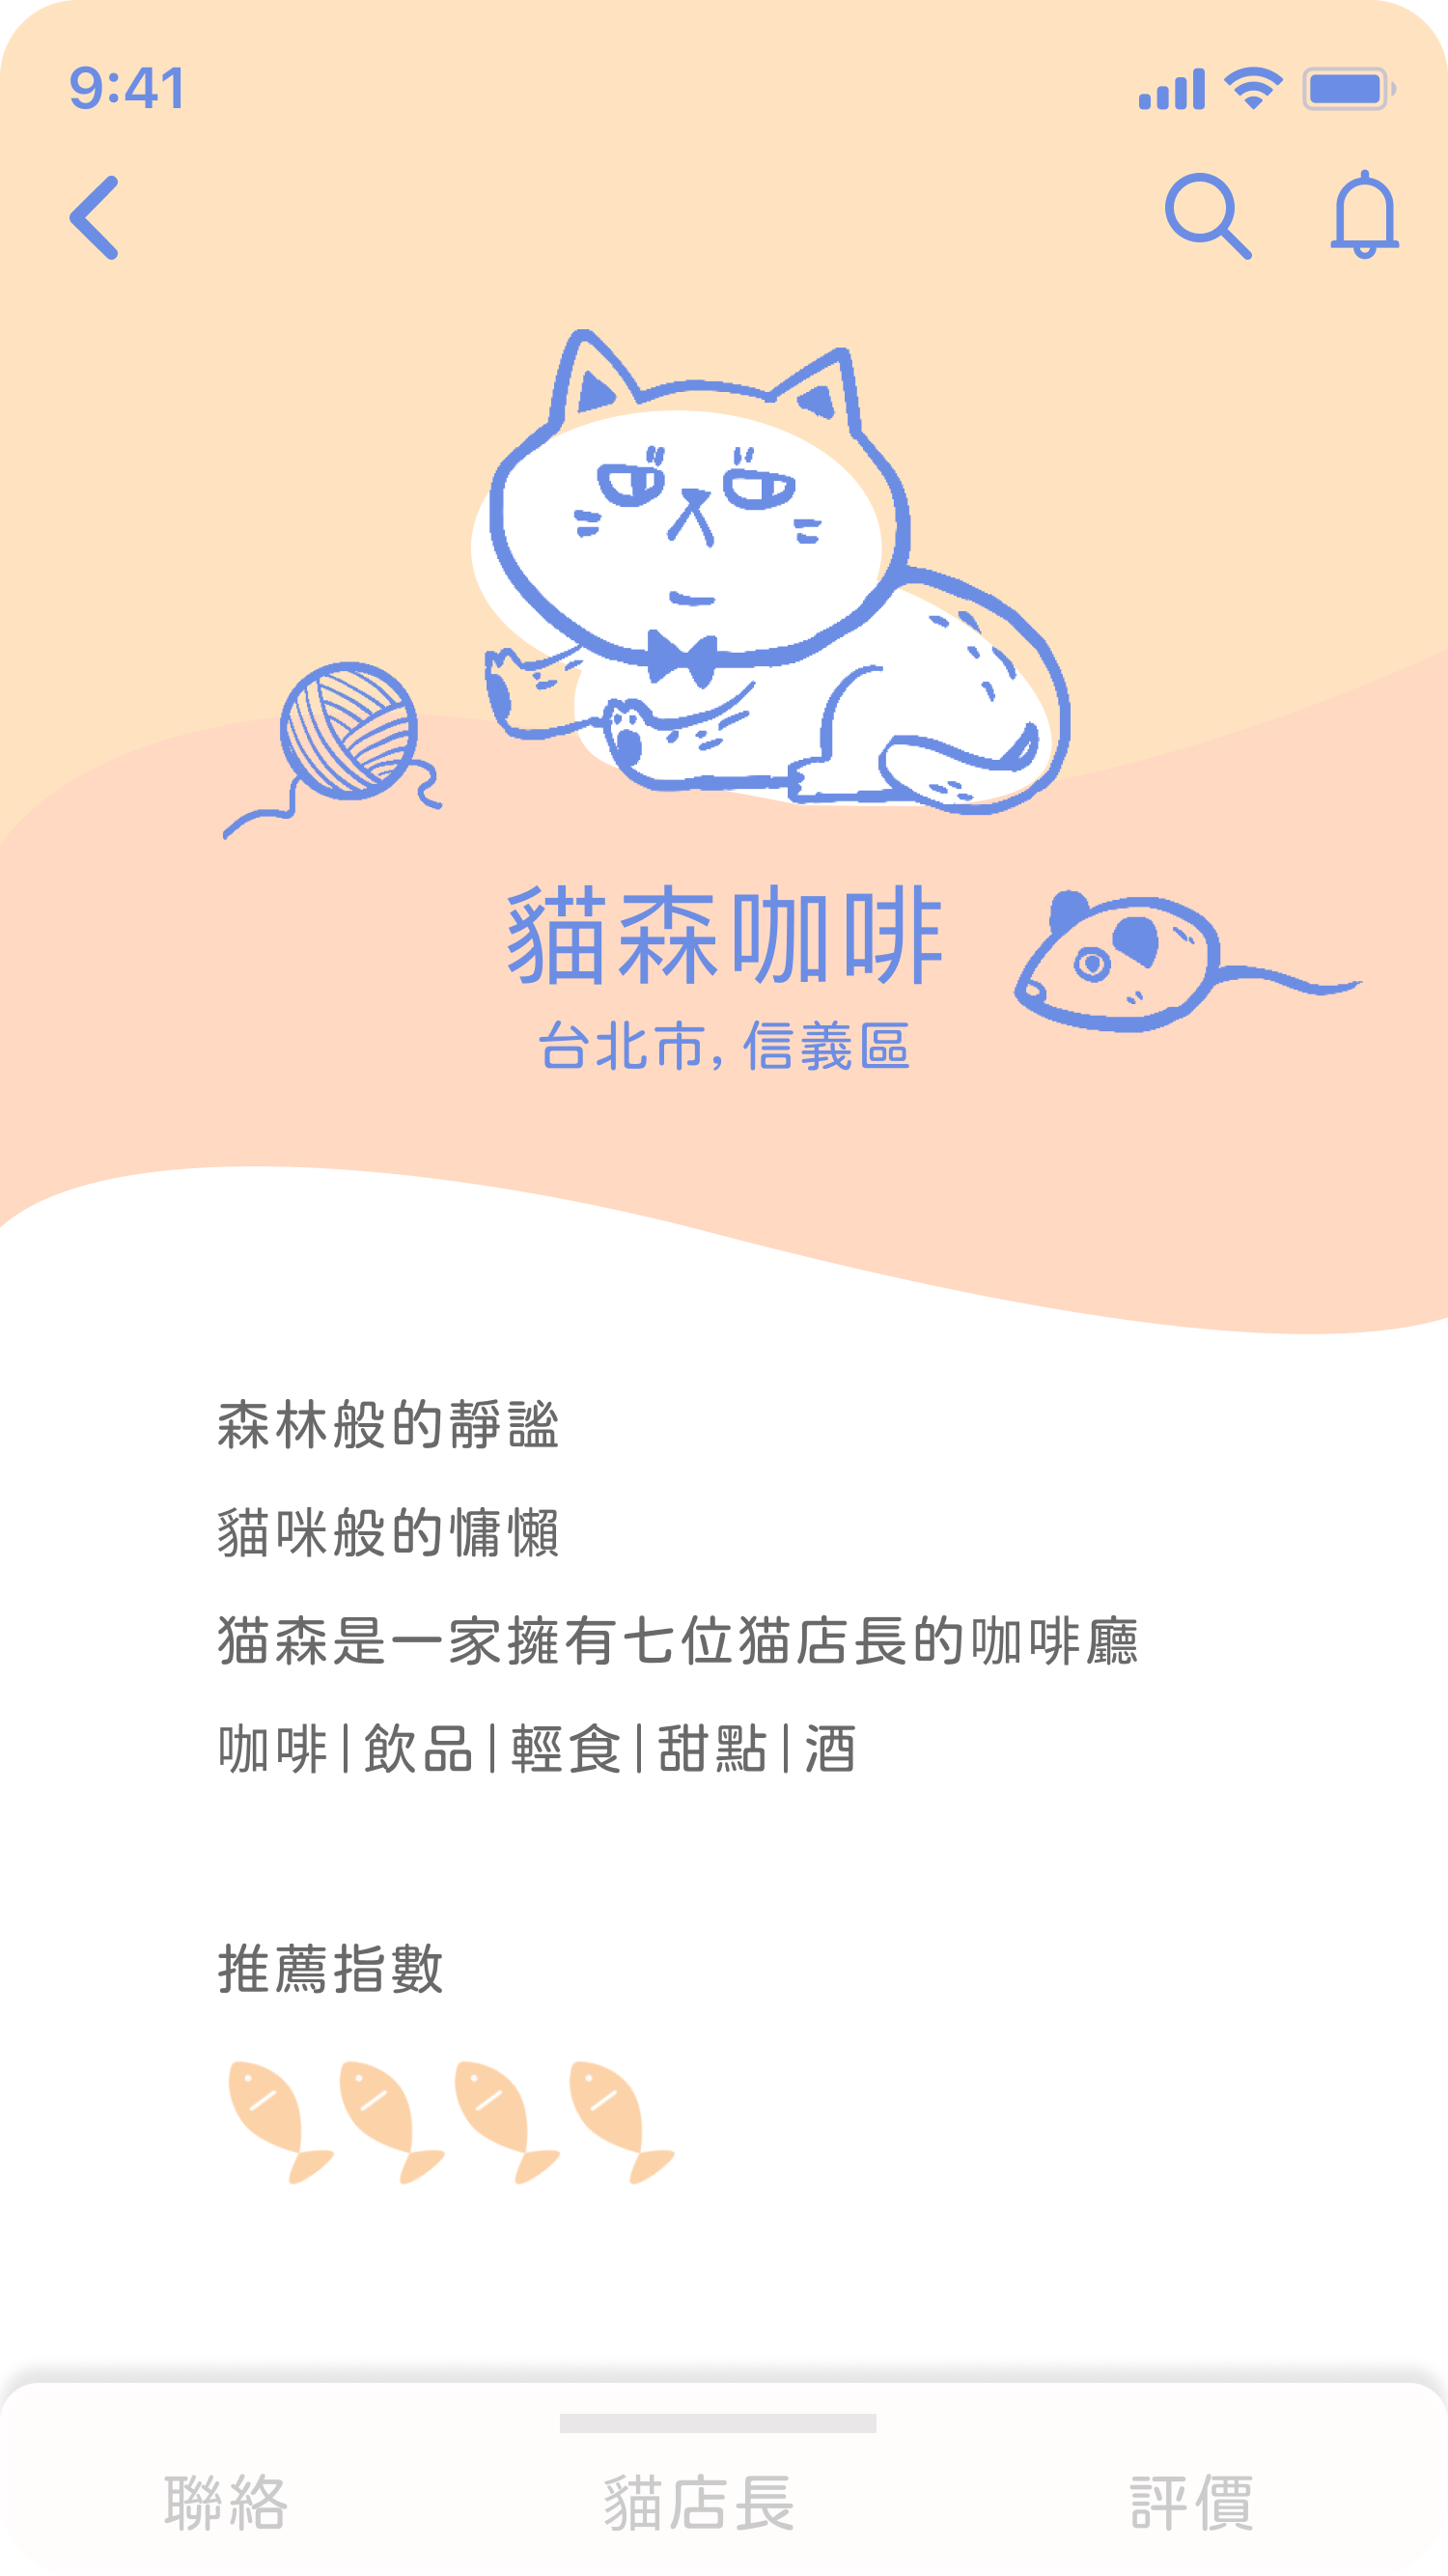 9:41
貓森咖啡
台北市, 信義區
森林般的靜謐
貓咪般的慵懶
猫森是一家擁有七位猫店長的咖啡廳
咖啡|飲品|輕食|甜點|酒
推薦指數
聯絡
貓店長
評價